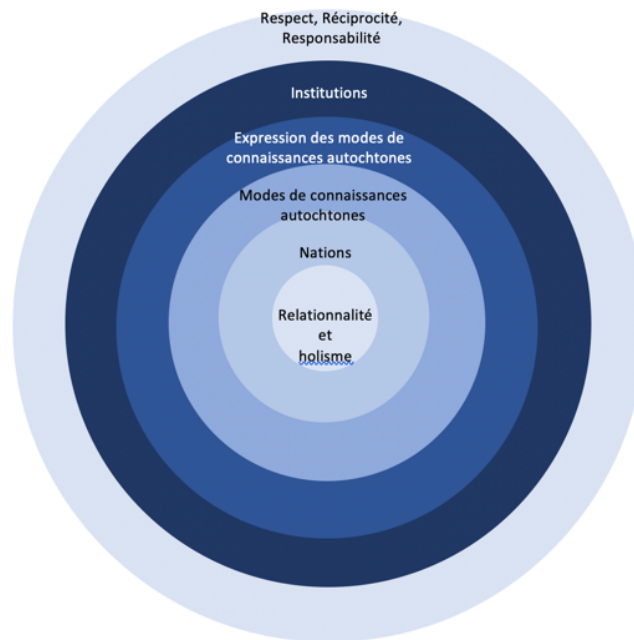 Respect, Réciprocité,
Responsabilité
Institutions
Expression des modes de
connaissances autochtones
Modes de connaissances
autochtones
Nations
Relationnalité
et
holisme